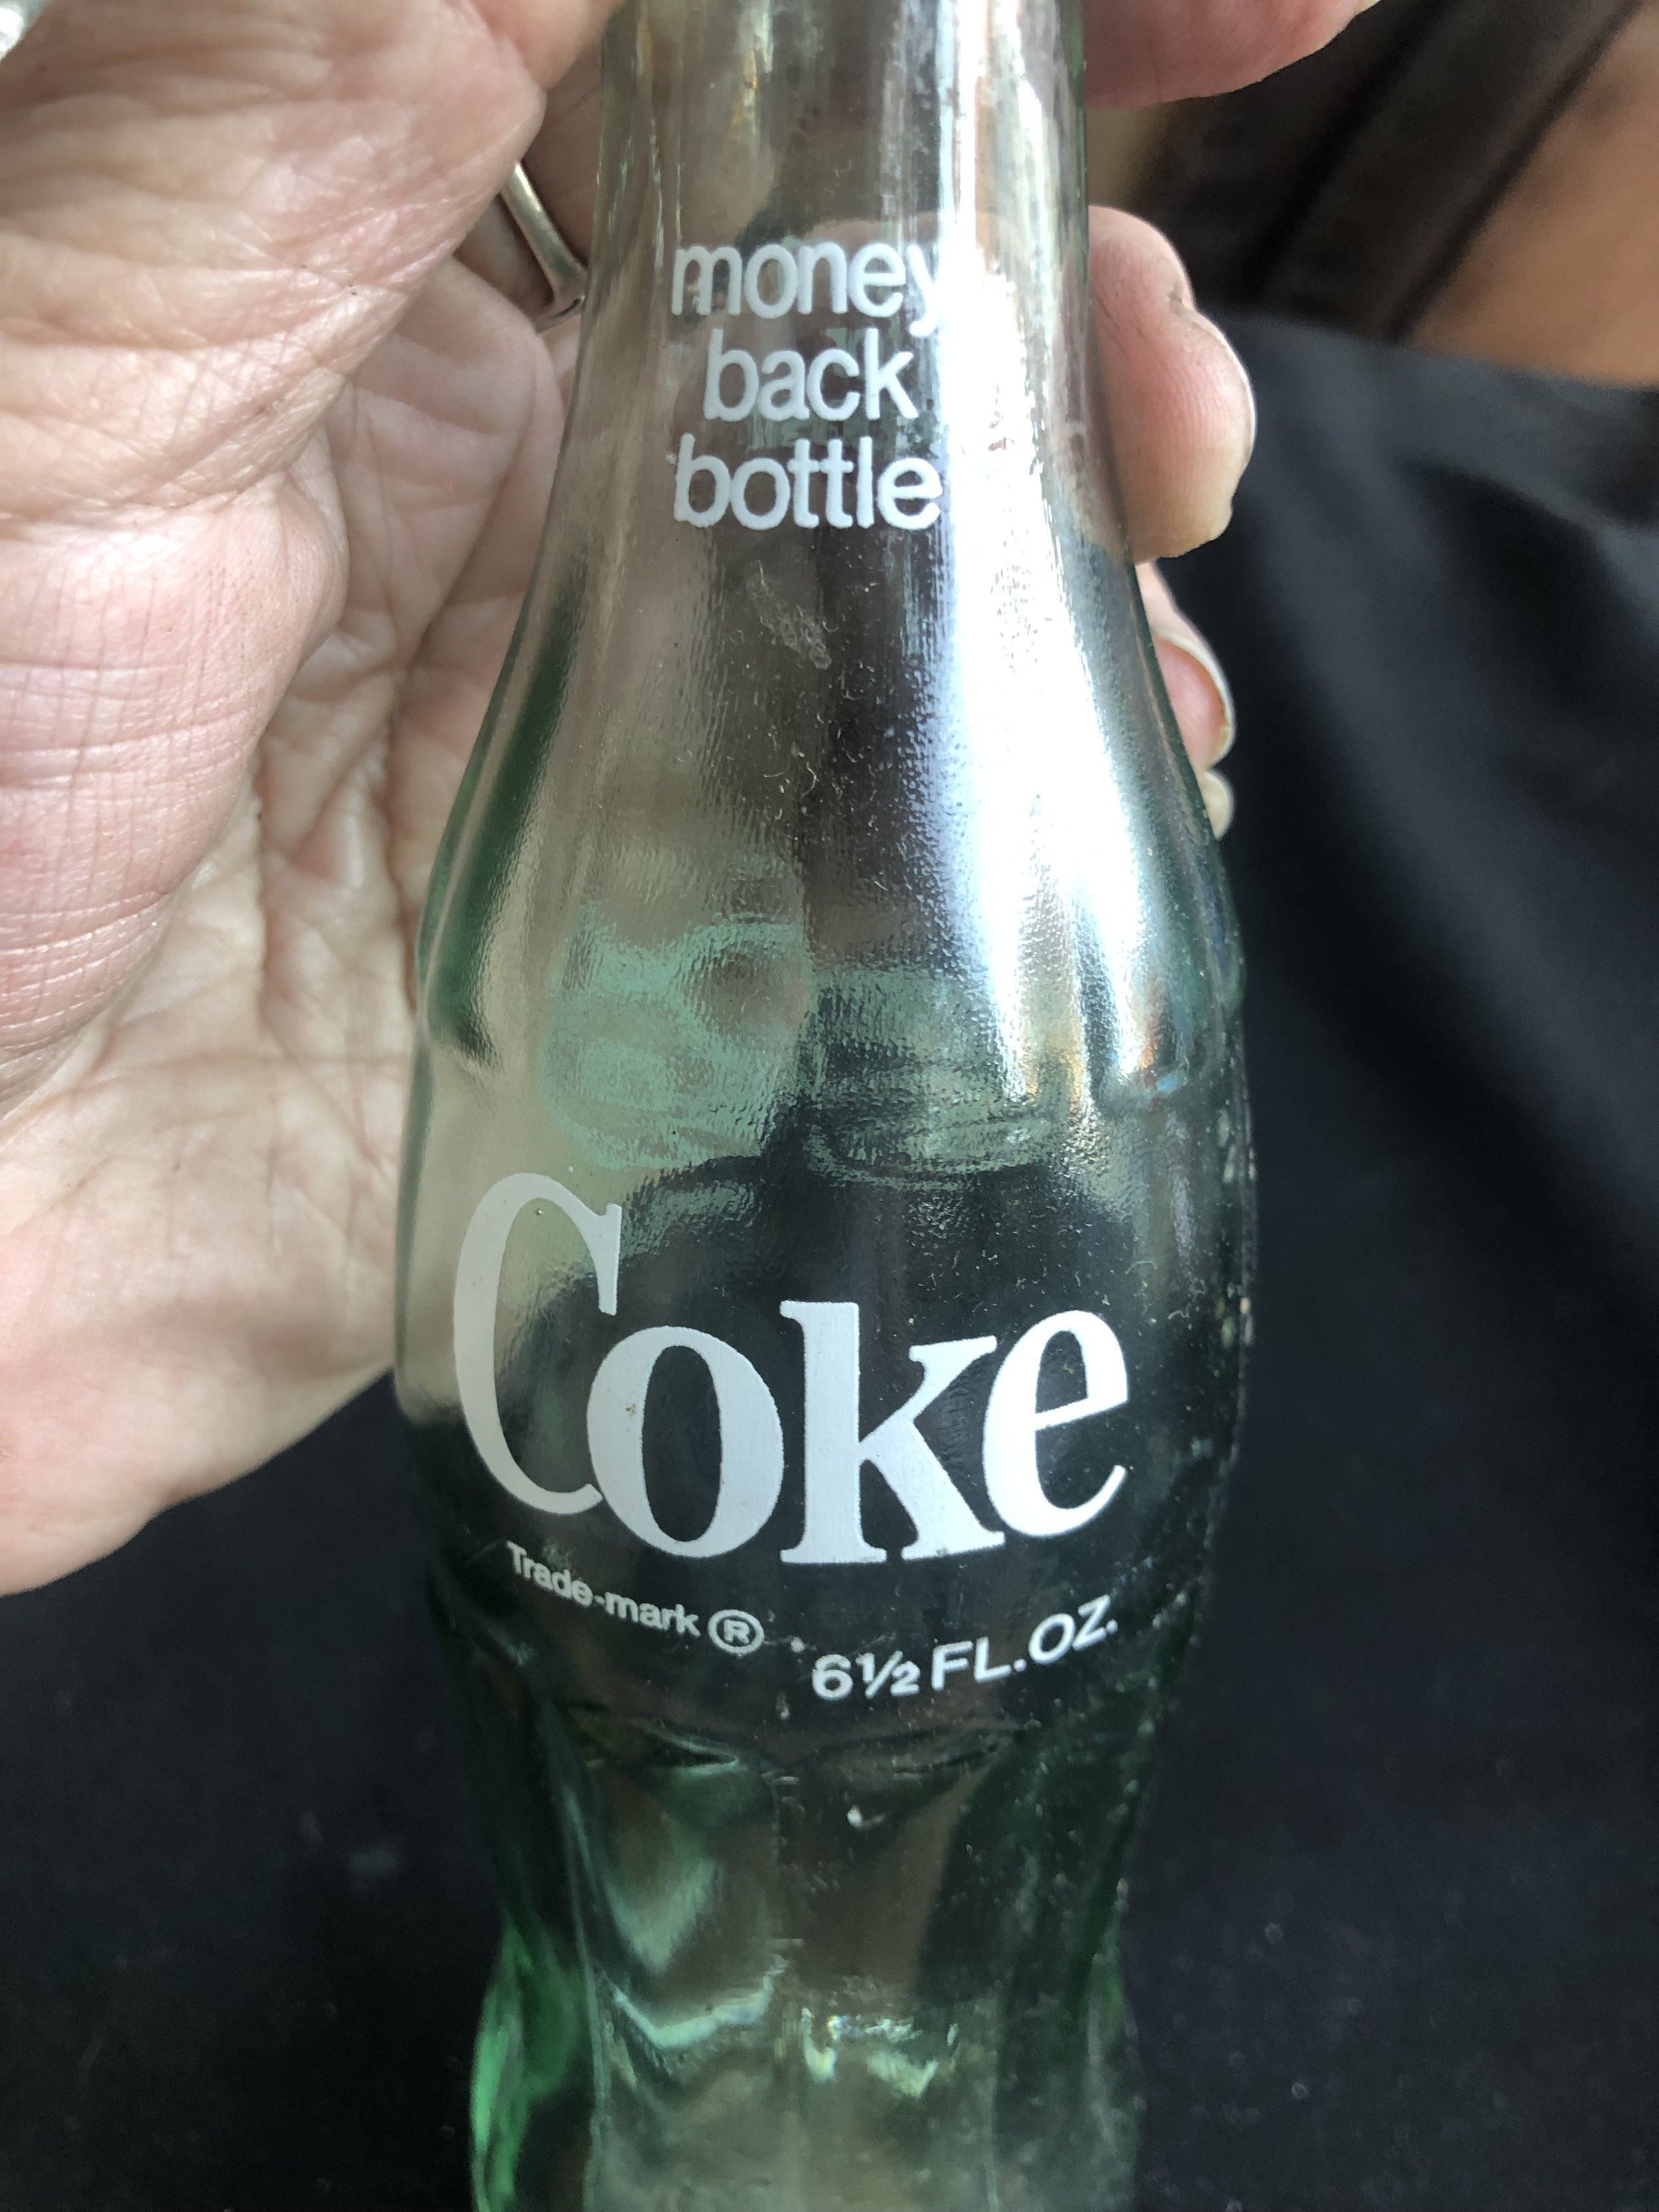 money
back
bottle
Coke
Trade-mark ®
6½ FL. OZ.